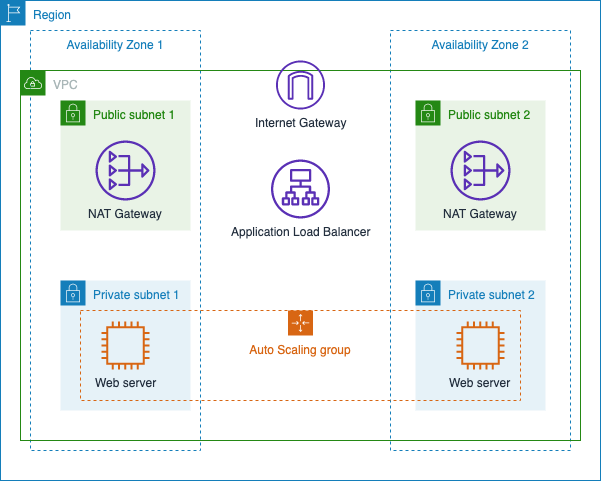 Region
Availability Zone 1
Availability Zone 2
VPC
Internet Gateway
Public subnet 1
Public subnet 2
NAT Gateway
NAT Gateway
Application Load Balancer
Private subnet 1
Private subnet 2
Auto Scaling group
Web server
Web server